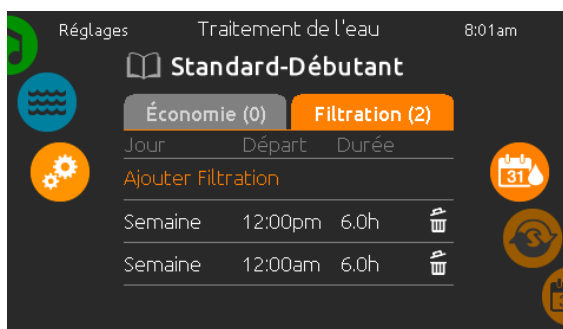 Réglages Traitement de l'eau 8:01am
Standard-Débutant
Économie (0) Filtration (2)
Jour Départ Durée
Ajouter Filtration
31
Semaine 12:00pm 6.0h
Semaine 12:00am 6.0h